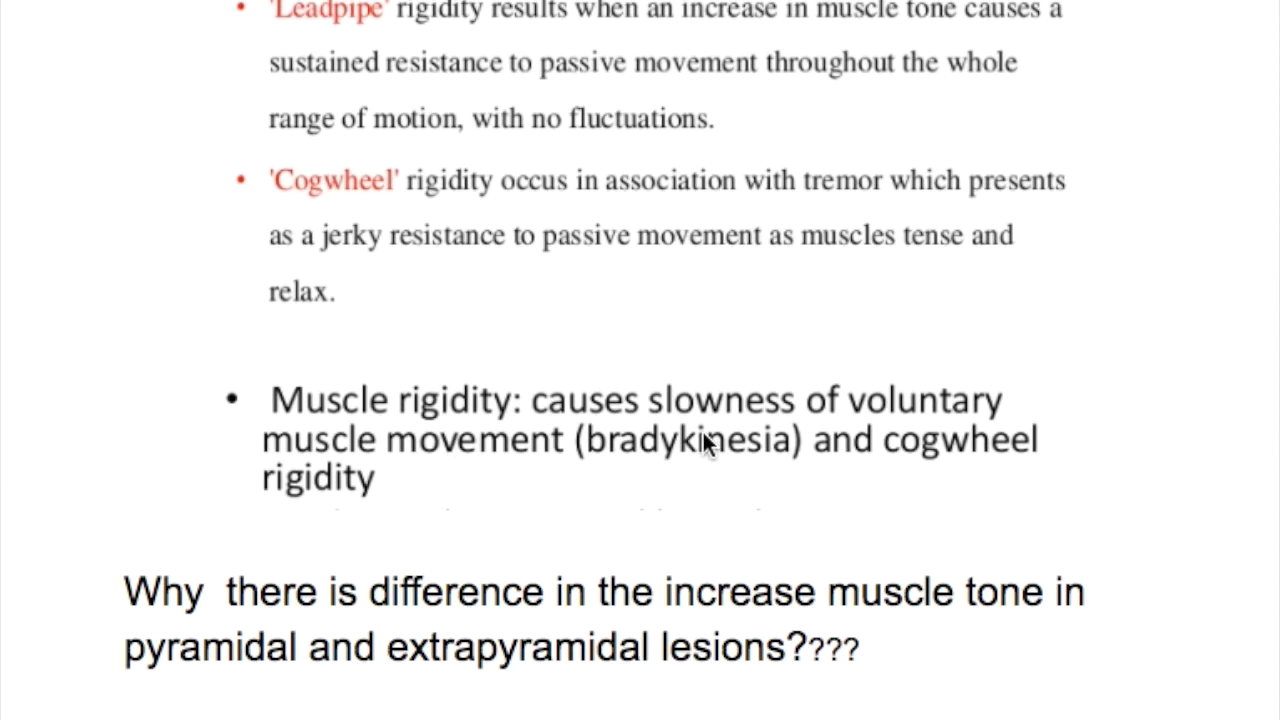 • 'Leadpipe' rigidity results when an increase in muscle tone causes a
sustained resistance to passive movement throughout the whole
range of motion, with no fluctuations.
• 'Cogwheel' rigidity occus in association with tremor which presents
as a jerky resistance to passive movement as muscles tense and
relax.
• Muscle rigidity: causes slowness of voluntary
muscle movement (bradykinesia) and cogwheel
rigidity
Why there is difference in the increase muscle tone in
pyramidal and extrapyramidal lesions????